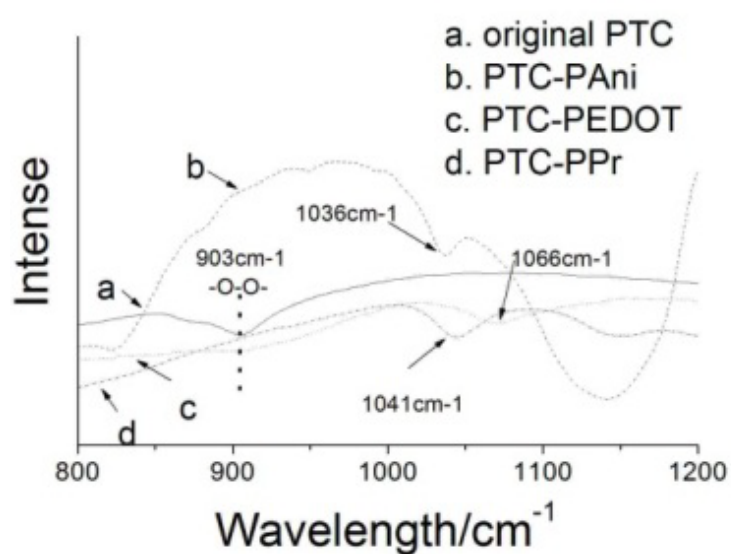 a. original PTC
b. PTC-PAni
c. PTC-PEDOT
d. PTC-PPr
b
1036cm-1
903cm-1
1066cm-1
-O-O-
a
c
1041cm-1
d
Intense
800 900 1000 1100 1200
Wavelength/cm-1